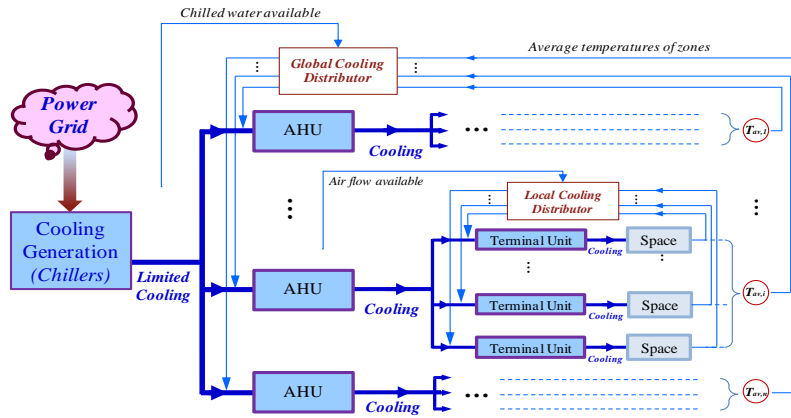 Chilled water available
Global Cooling
Distributor
Average temperatures of zones
Power
Grid
AHU
Cooling
T_av,1
Air flow available
Local Cooling
Distributor
Cooling
Generation
(Chillers)
Limited
Cooling
AHU
Cooling
Terminal Unit
Cooling
Space
Terminal Unit
Cooling
Space
Terminal Unit
Cooling
Space
T_av,i
AHU
Cooling
T_av,n